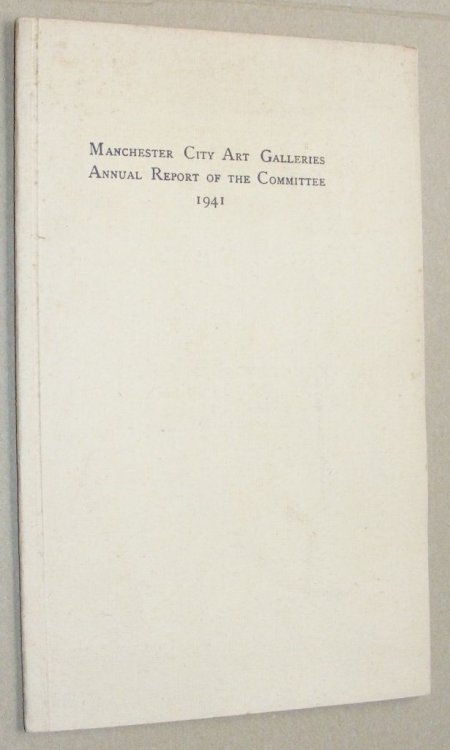 Manchester City Art Galleries
Annual Report of the Committee
1941